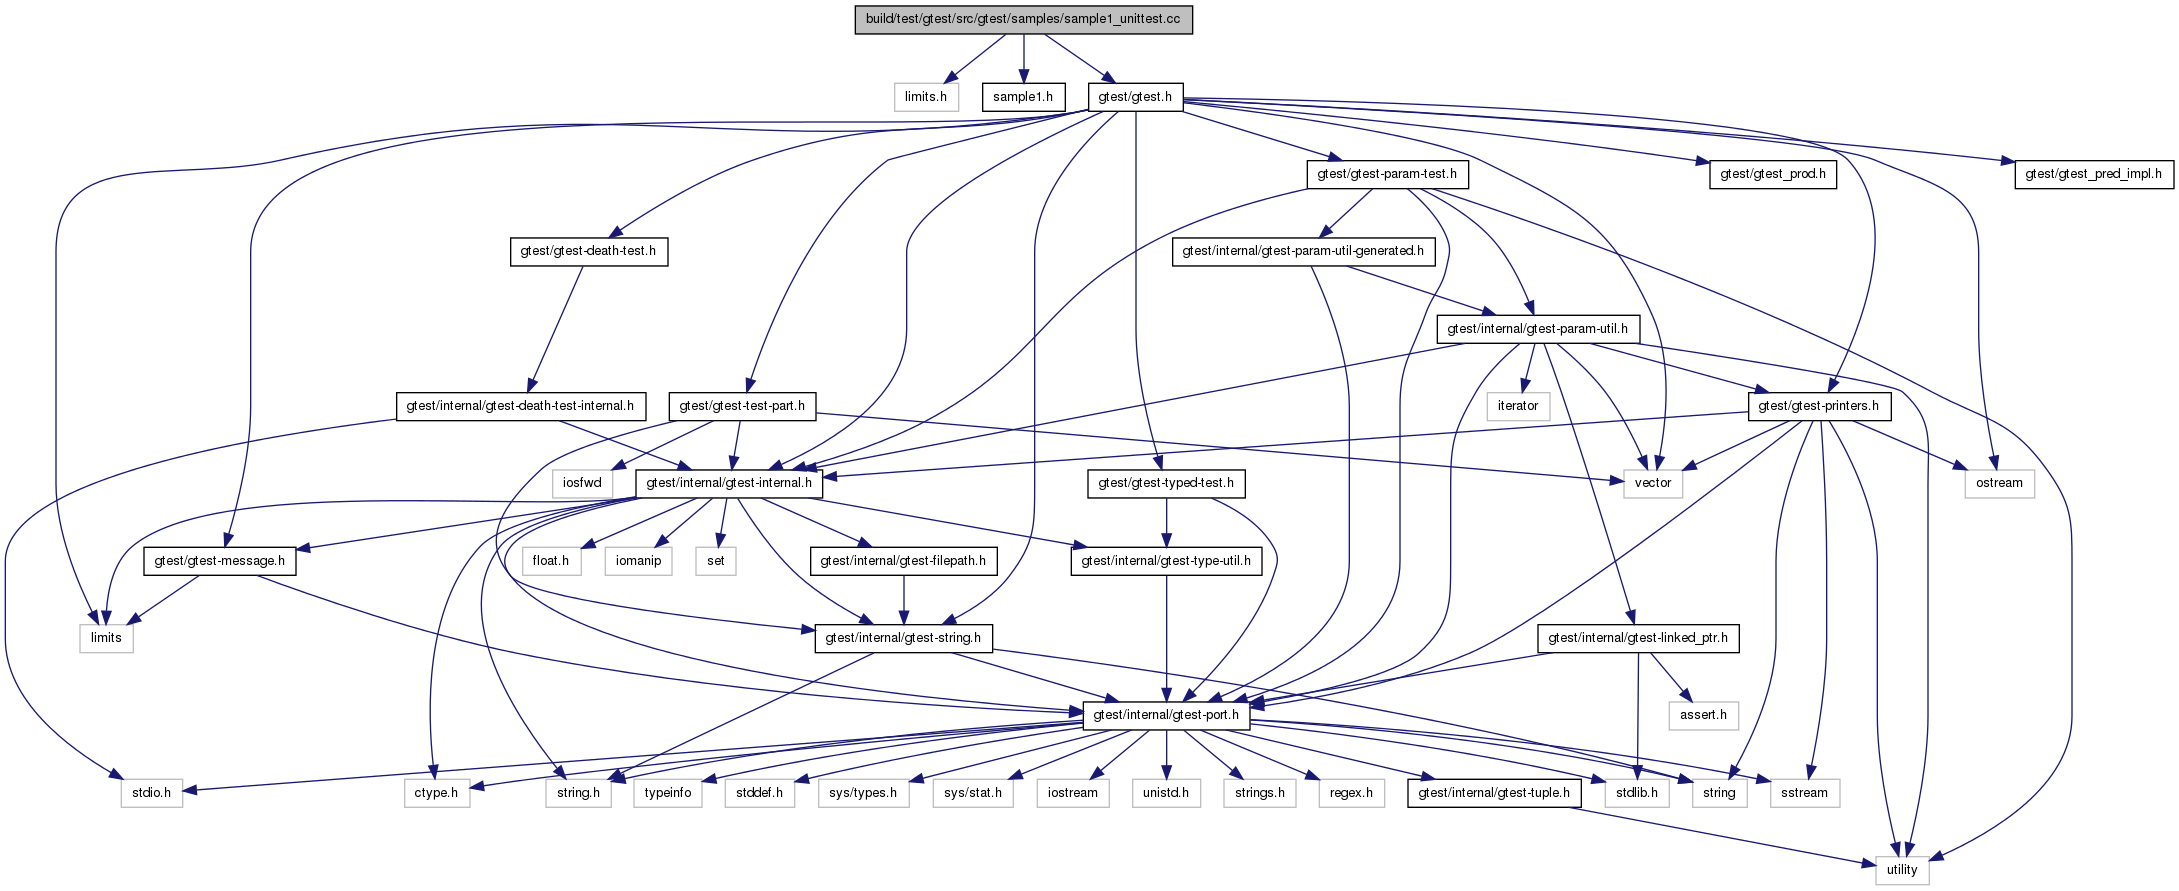 build/test/gtest/src/gtest/samples/sample1_unittest.cc
limits.h
sample1.h
gtest/gtest.h
gtest/gtest-param-test.h
gtest/gtest_prod.h
gtest/gtest_pred_impl.h
gtest/gtest-death-test.h
gtest/internal/gtest-param-util-generated.h
gtest/internal/gtest-param-util.h
gtest/internal/gtest-death-test-internal.h
gtest/gtest-test-part.h
iterator
gtest/gtest-printers.h
iosfwd
gtest/internal/gtest-internal.h
gtest/gtest-typed-test.h
vector
ostream
gtest/gtest-message.h
float.h
iomanip
set
gtest/internal/gtest-filepath.h
gtest/internal/gtest-type-util.h
limits
gtest/internal/gtest-string.h
gtest/internal/gtest-linked_ptr.h
gtest/internal/gtest-port.h
assert.h
stdio.h
ctype.h
string.h
typeinfo
stddef.h
sys/types.h
sys/stat.h
iostream
unistd.h
strings.h
regex.h
gtest/internal/gtest-tuple.h
stdlib.h
string
sstream
utility